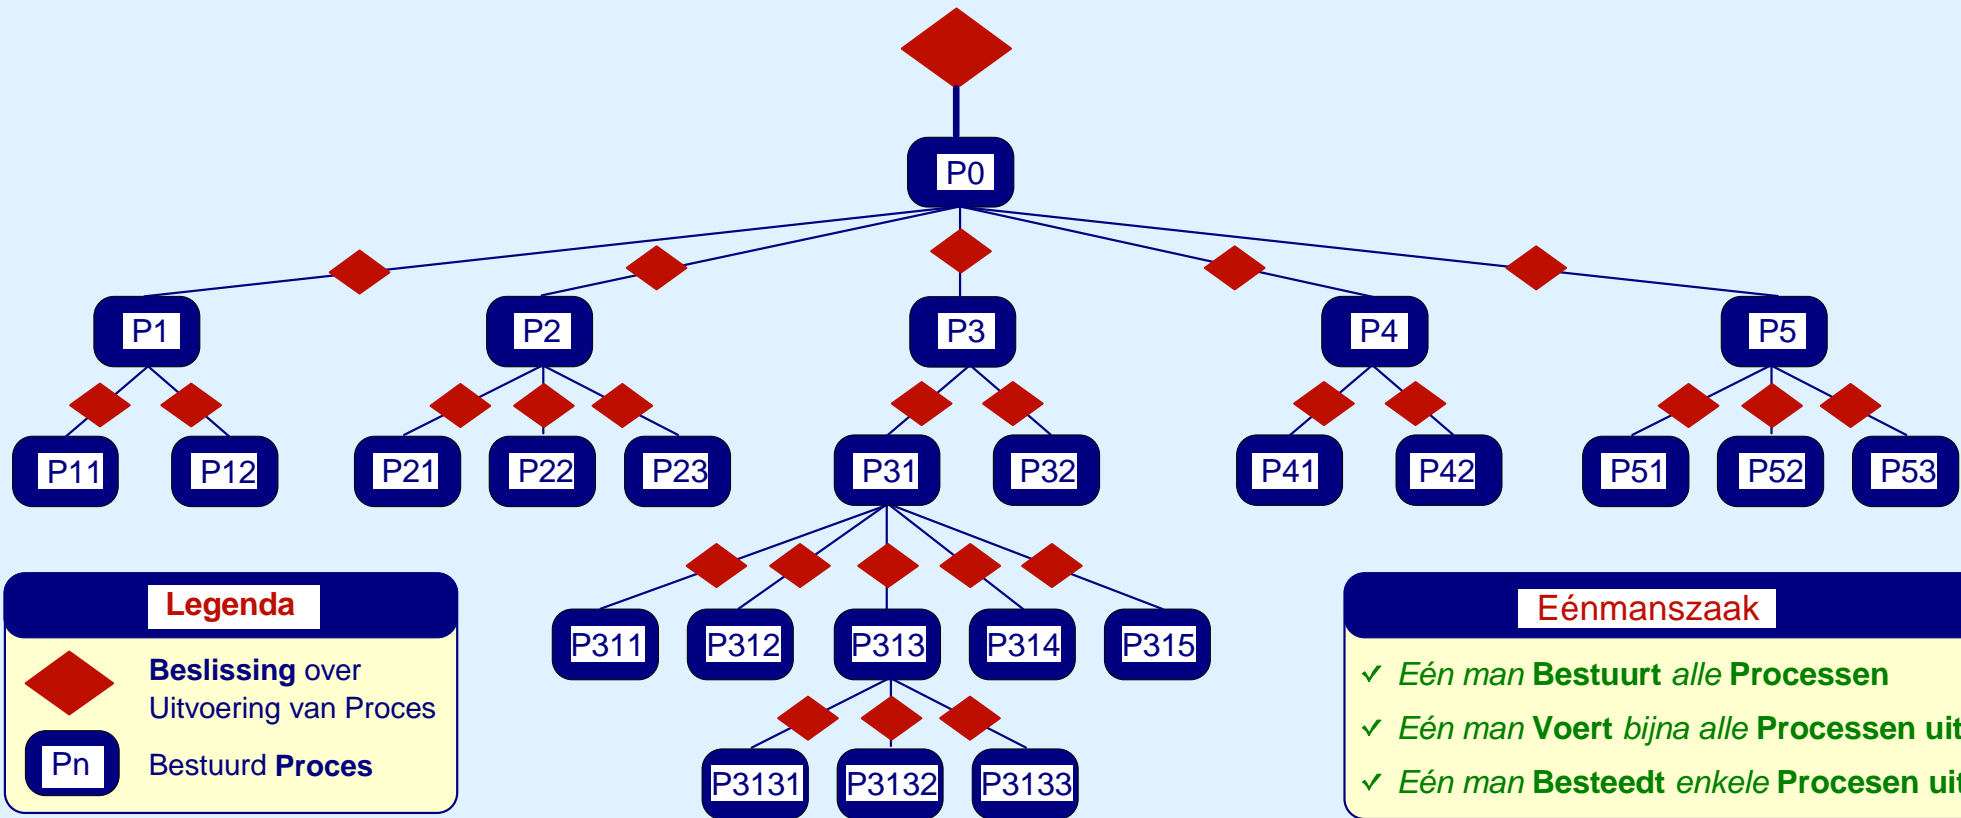 P0
P1
P2
P3
P4
P5
P11
P12
P21
P22
P23
P31
P32
P41
P42
P51
P52
P53
P311
P312
P313
P314
P315
P3131
P3132
P3133
Legenda
Beslissing over
Uitvoering van Proces
Pn
Bestuurd Proces
Eénmanszaak
✓ Eén man Bestuurt alle Processen
✓ Eén man Voert bijna alle Processen uit
✓ Eén man Besteedt enkele Procesen uit